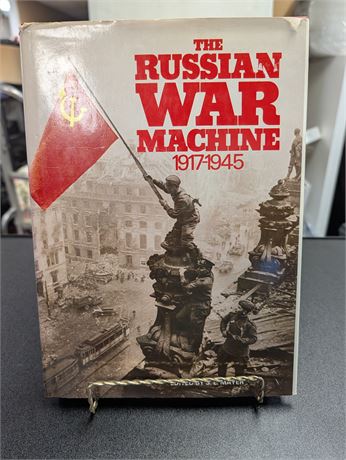 THE
RUSSIAN
WAR
MACHINE
1917-1945
EDITED BY S. L. MAYER